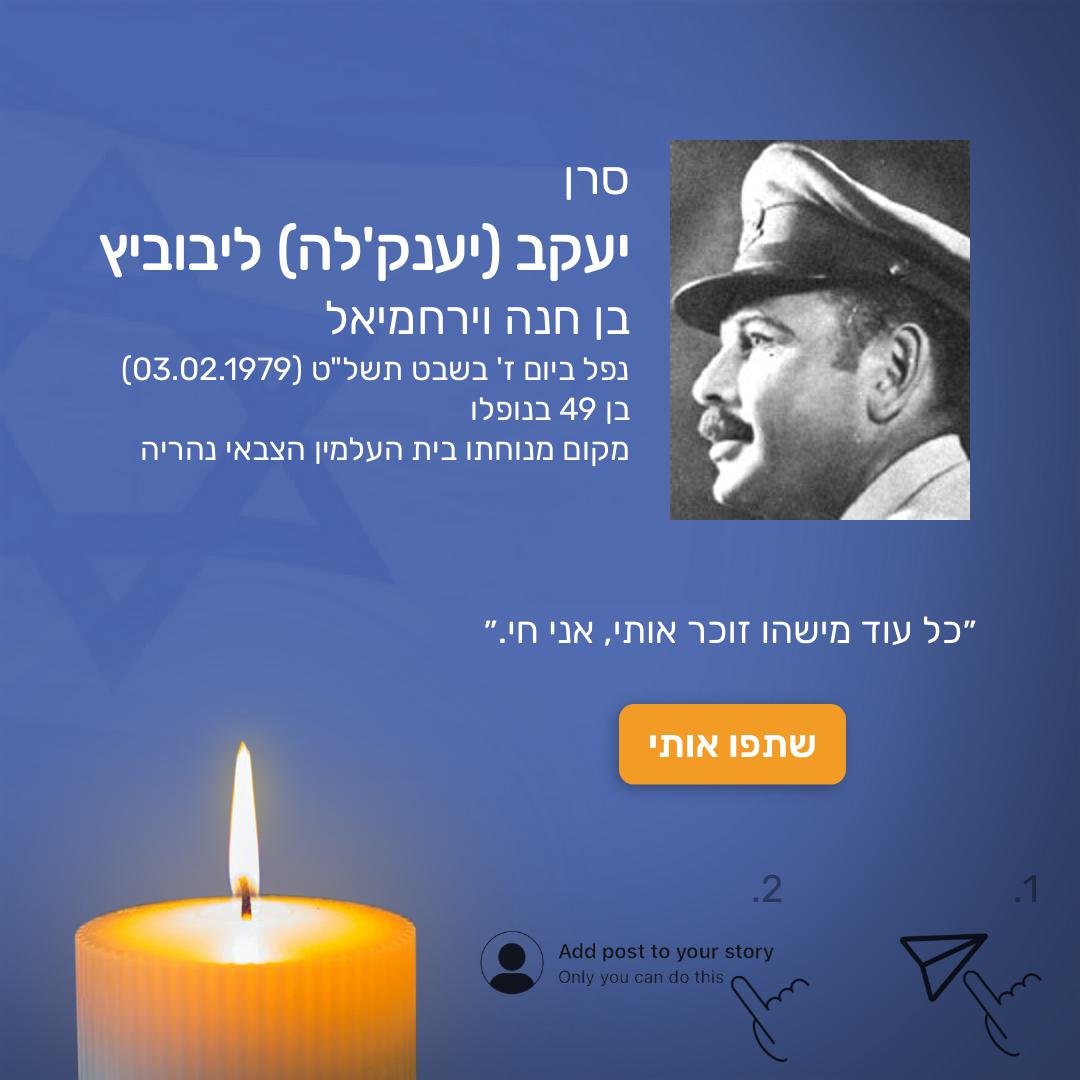 סרן
יעקב (יענק'לה) ליבוביץ
בן חנה וירחמיאל
נפל ביום ז' בשבט תשל"ט (03.02.1979)
בן 49 בנופלו
מקום מנוחתו בית העלמין הצבאי נהריה
״כל עוד מישהו זוכר אותי, אני חי.״
שתפו אותי
1.
2.
Add post to your story
Only you can do this